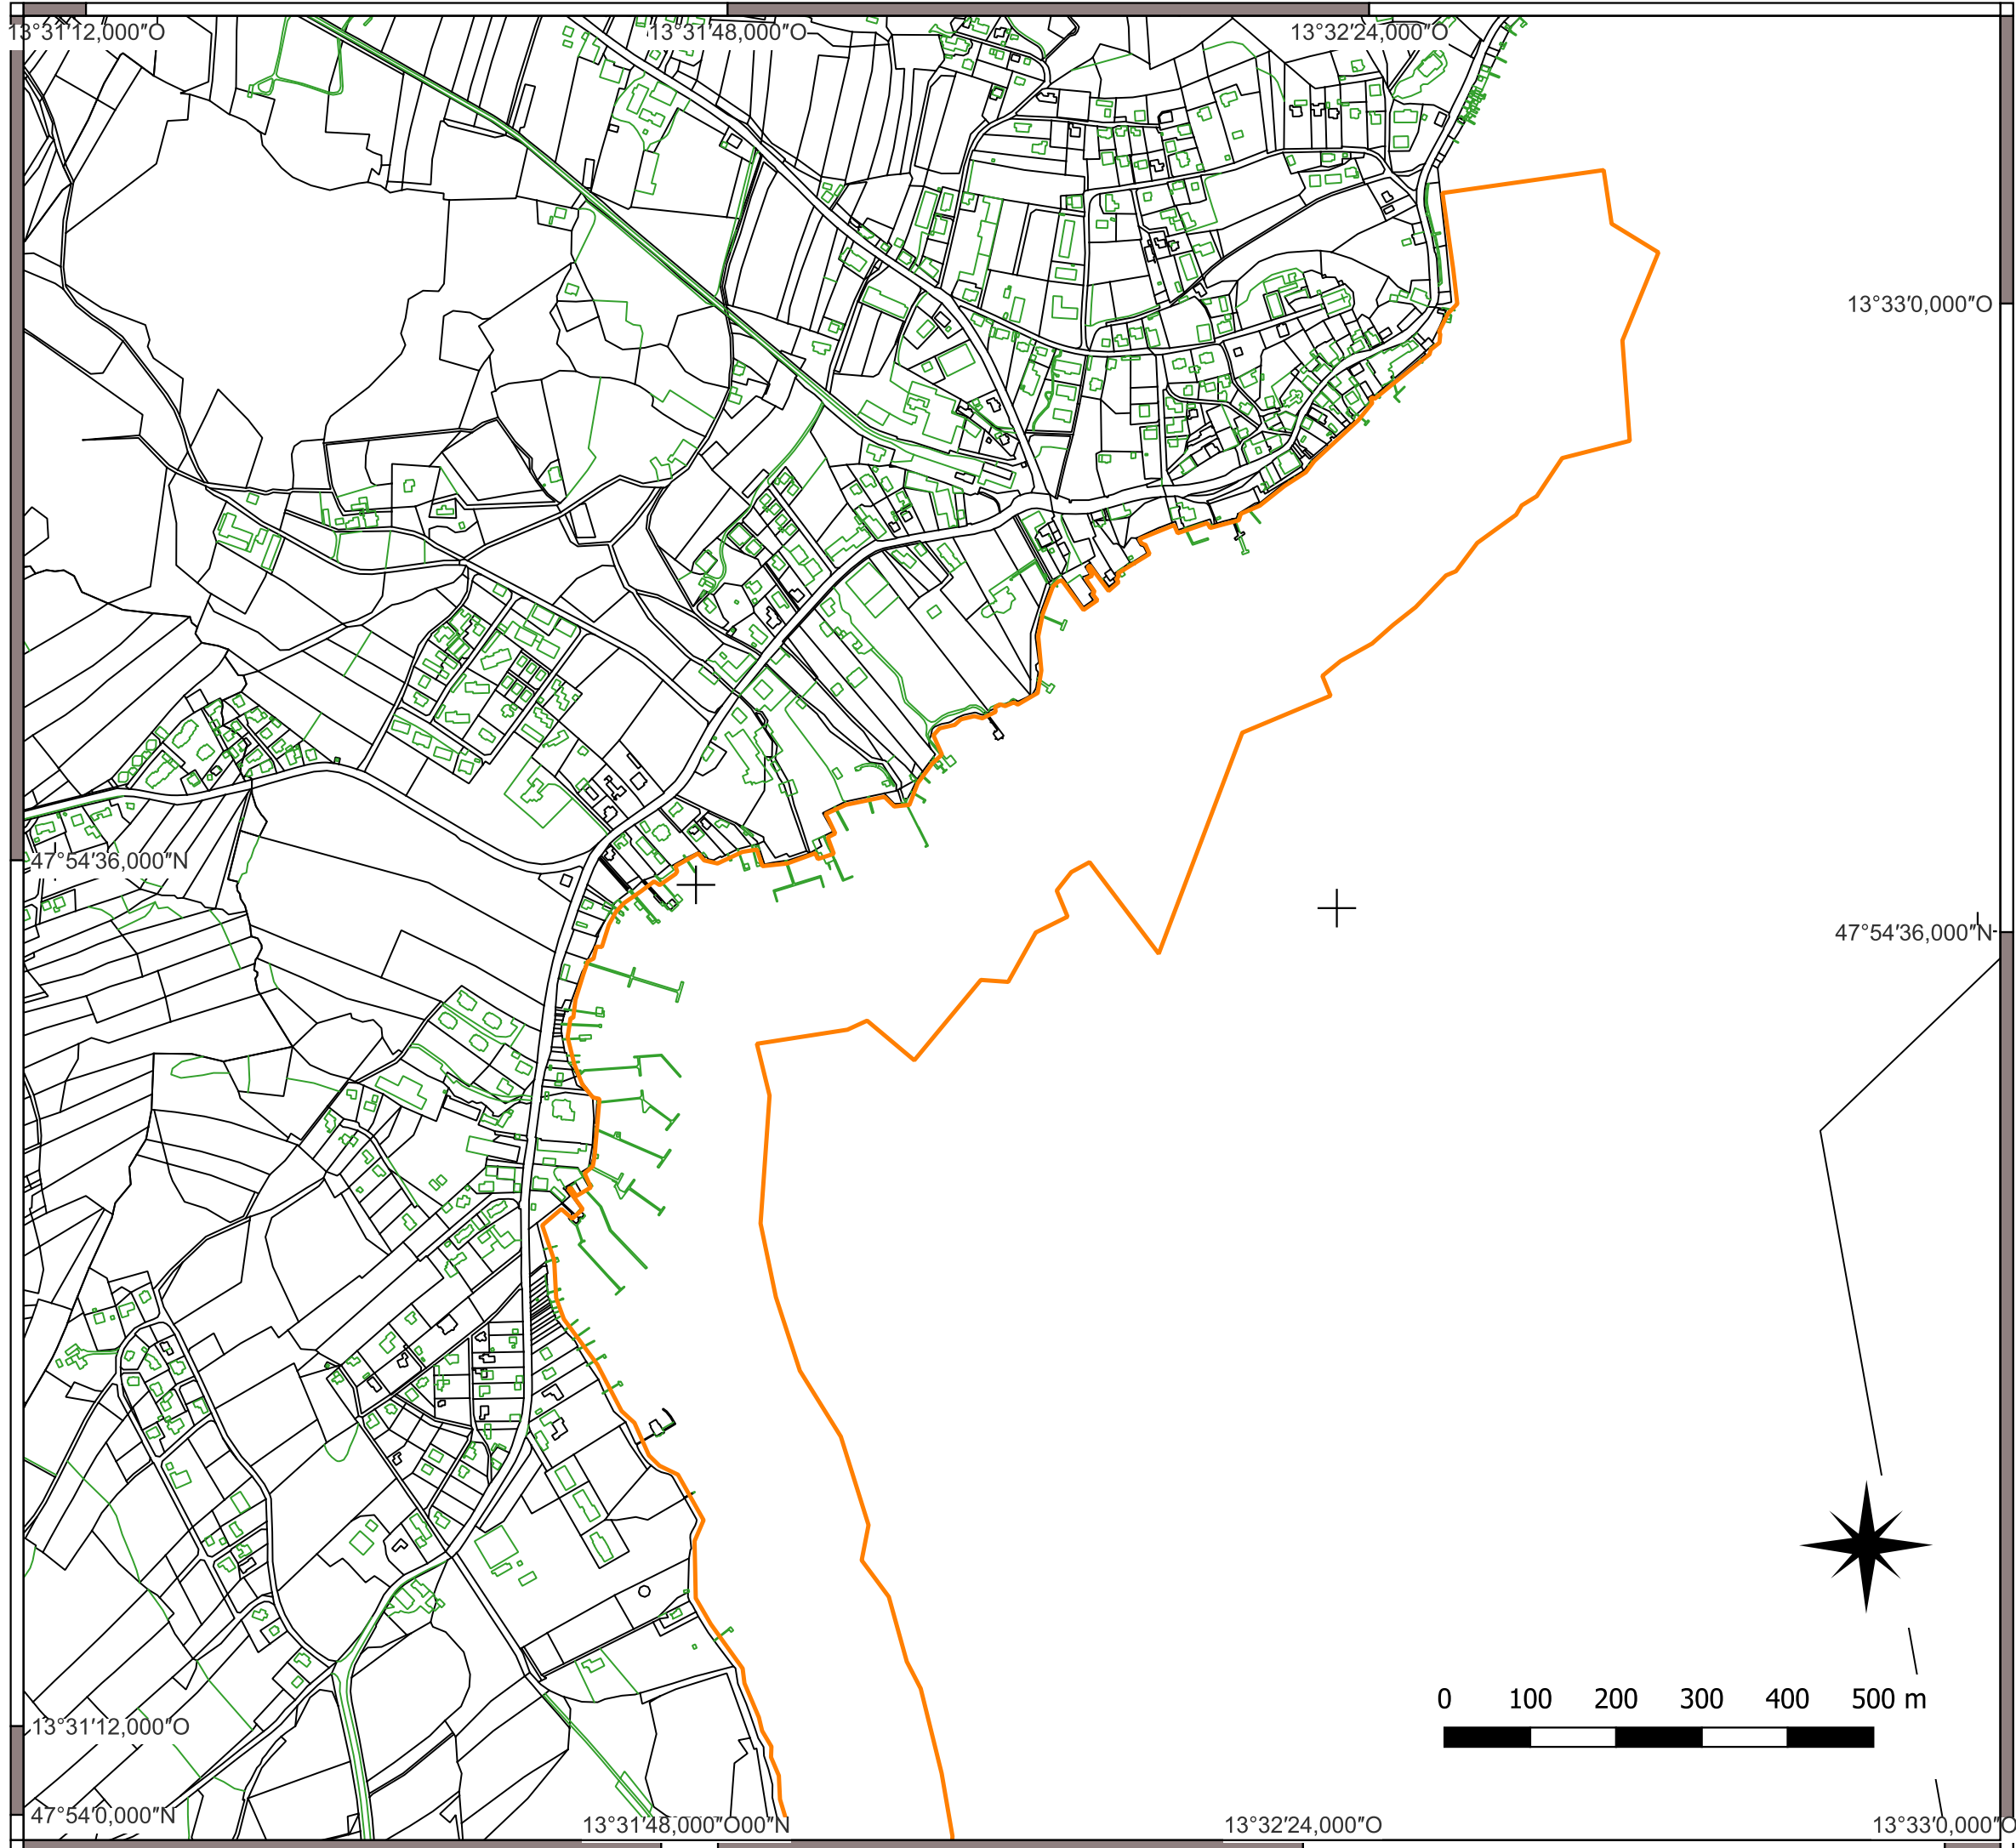 13°31′12,000″O
13°31′48,000″O
13°32′24,000″O
13°33′0,000″O
47°54′36,000″N
47°54′36,000″N
0 100 200 300 400 500 m
13°31′12,000″O
47°54′0,000″N
13°31′48,000″O000″N
13°32′24,000″O
13°33′0,000″O